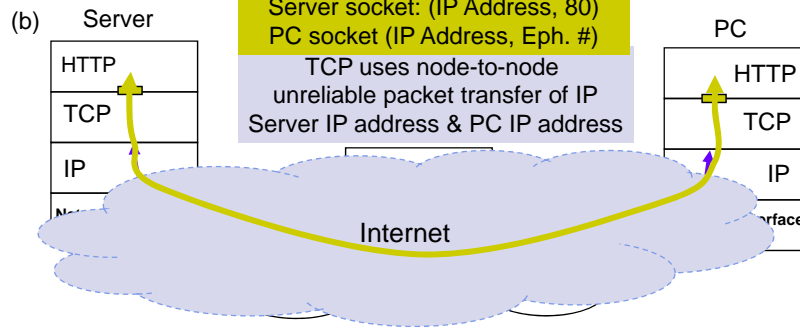 (b)
Server
Server socket: (IP Address, 80)
PC socket (IP Address, Eph. #)
TCP uses node-to-node
unreliable packet transfer of IP
Server IP address & PC IP address
PC
HTTP
TCP
IP
HTTP
TCP
IP
Internet